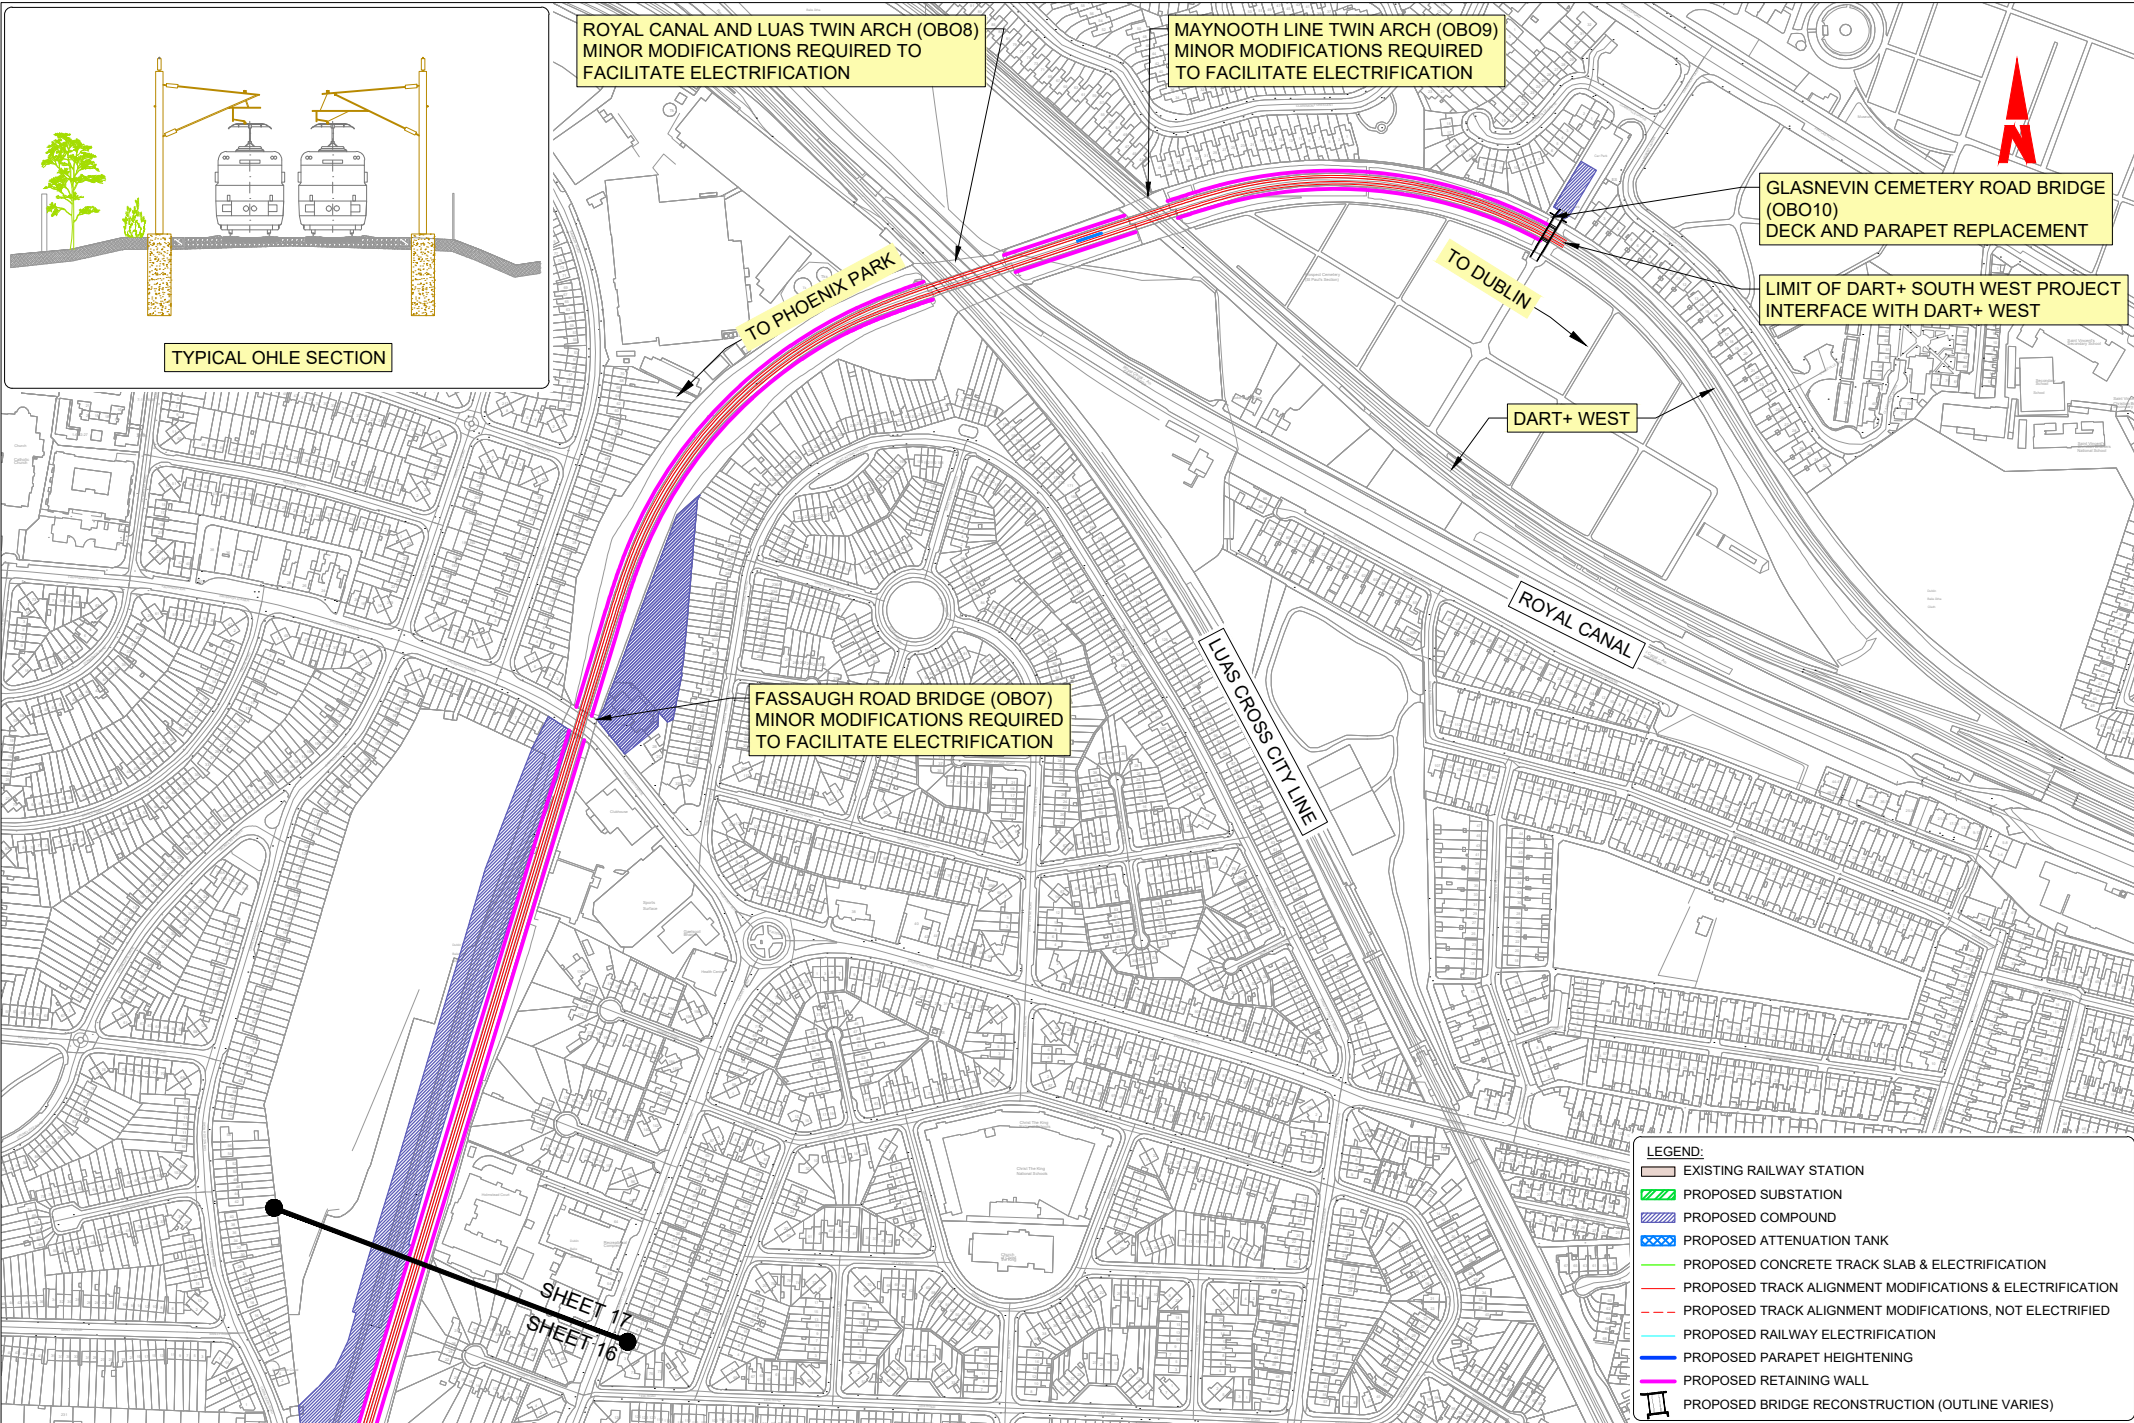 ROYAL CANAL AND LUAS TWIN ARCH (OBO8)
MINOR MODIFICATIONS REQUIRED TO
FACILITATE ELECTRIFICATION
MAYNOOTH LINE TWIN ARCH (OBO9)
MINOR MODIFICATIONS REQUIRED
TO FACILITATE ELECTRIFICATION
N
GLASNEVIN CEMETERY ROAD BRIDGE
(OBO10)
DECK AND PARAPET REPLACEMENT
LIMIT OF DART+ SOUTH WEST PROJECT
INTERFACE WITH DART+ WEST
TO PHOENIX PARK
TO DUBLIN
TYPICAL OHLE SECTION
DART+ WEST
ROYAL CANAL
LUAS CROSS CITY LINE
FASSAUGH ROAD BRIDGE (OBO7)
MINOR MODIFICATIONS REQUIRED
TO FACILITATE ELECTRIFICATION
SHEET 17
SHEET 16
LEGEND:
EXISTING RAILWAY STATION
PROPOSED SUBSTATION
PROPOSED COMPOUND
PROPOSED ATTENUATION TANK
PROPOSED CONCRETE TRACK SLAB & ELECTRIFICATION
PROPOSED TRACK ALIGNMENT MODIFICATIONS & ELECTRIFICATION
PROPOSED TRACK ALIGNMENT MODIFICATIONS, NOT ELECTRIFIED
PROPOSED RAILWAY ELECTRIFICATION
PROPOSED PARAPET HEIGHTENING
PROPOSED RETAINING WALL
PROPOSED BRIDGE RECONSTRUCTION (OUTLINE VARIES)